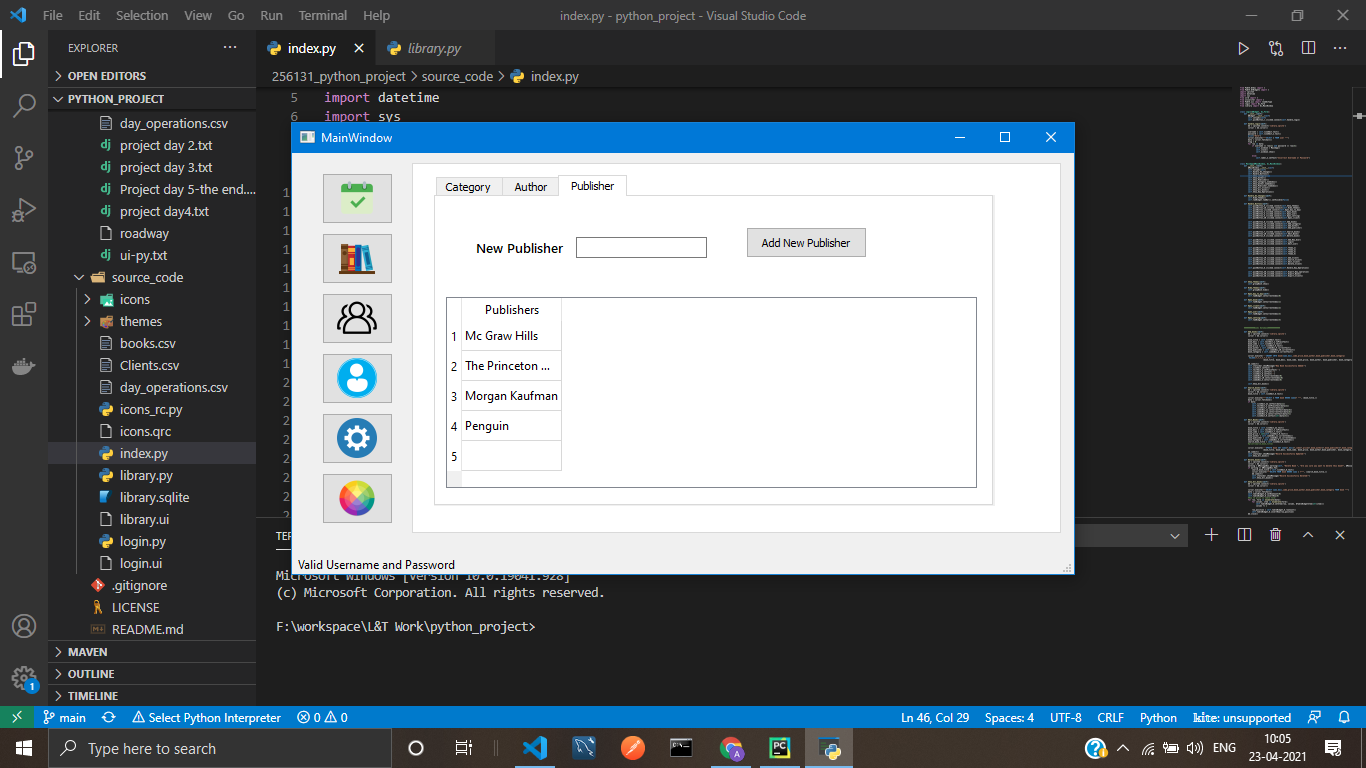 File Edit Selection View Go Run Terminal Help
index.py - python_project - Visual Studio Code
EXPLORER
OPEN EDITORS
PYTHON_PROJECT
day_operations.csv
project day 2.txt
project day 3.txt
Project day 5-the end....
project day4.txt
roadway
ui-py.txt
source_code
icons
themes
books.csv
Clients.csv
day_operations.csv
icons_rc.py
icons.qrc
index.py
library.py
library.sqlite
library.ui
login.py
login.ui
.gitignore
LICENSE
README.md
MAVEN
OUTLINE
TIMELINE
index.py
library.py
256131_python_project > source_code > index.py
5 import datetime
6 import sys
MainWindow
Category Author Publisher
New Publisher
Add New Publisher
Publishers
1 Mc Graw Hills
2 The Princeton ...
3 Morgan Kaufman
4 Penguin
5
Valid Username and Password
Microsoft Windows [Version 10.0.19041.928]
(c) Microsoft Corporation. All rights reserved.
F:\workspace\L&T Work\python_project>
1
main
Select Python Interpreter
0 0
Ln 46, Col 29
Spaces: 4
UTF-8
CRLF
Python
kite: unsupported
Type here to search
ENG
10:05
23-04-2021